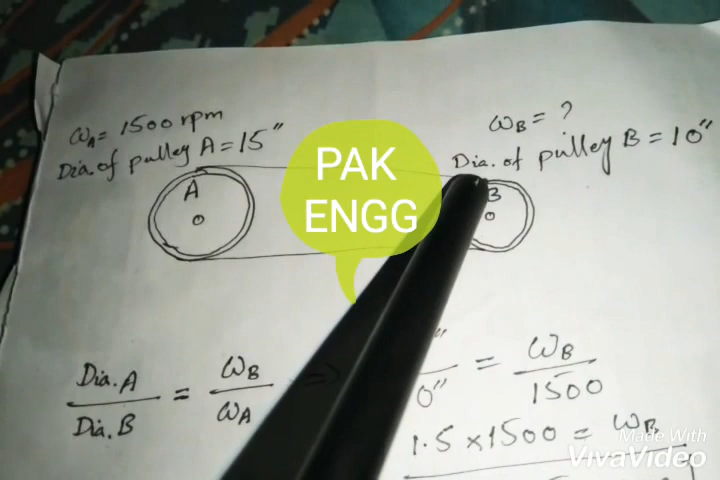 ωA = 1500 rpm
Dia. of pulley A = 15"
ωB = ?
Dia. of pulley B = 10"
PAK
ENGG
A
B
Dia. A / Dia. B = ωB / ωA ⇒ " / 0" = ωB / 1500
1.5 × 1500 = ωB
Made With
VivaVideo